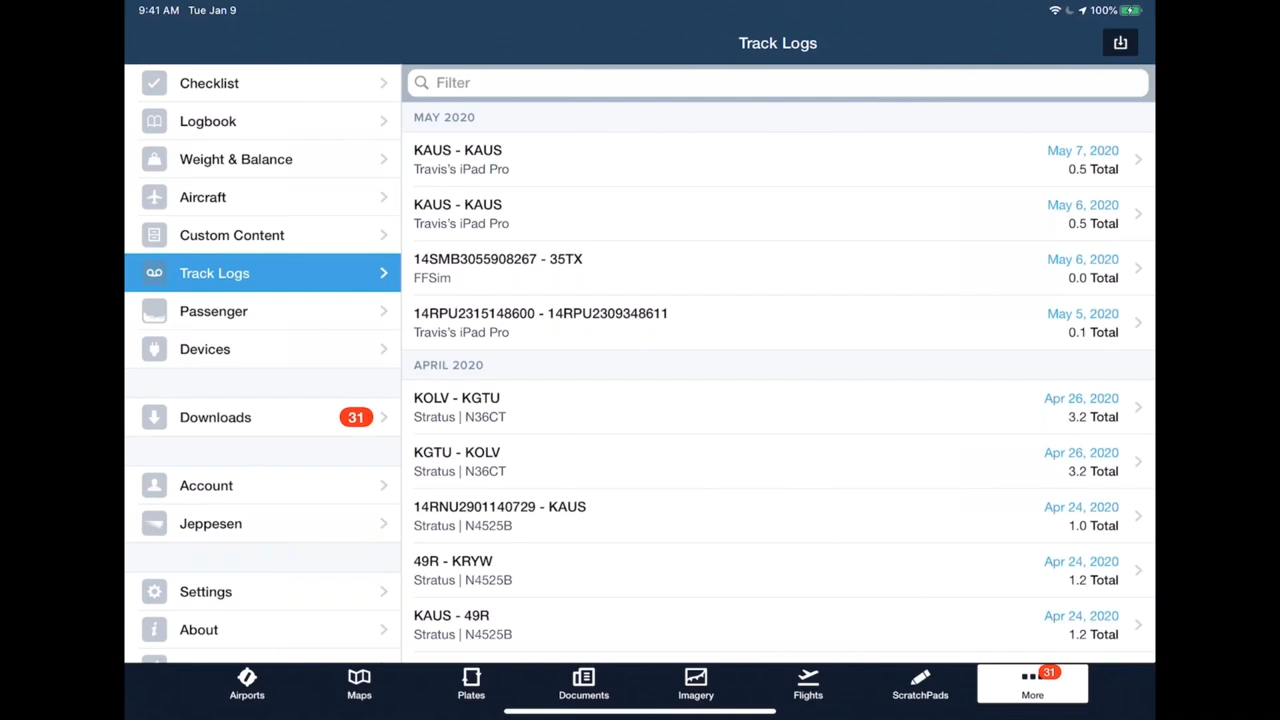 9:41 AM Tue Jan 9
100%
Track Logs
Checklist
Logbook
Weight & Balance
Aircraft
Custom Content
Track Logs
Passenger
Devices
Downloads 31
Account
Jeppesen
Settings
About
Filter
MAY 2020
KAUS - KAUS May 7, 2020
Travis's iPad Pro 0.5 Total
KAUS - KAUS May 6, 2020
Travis's iPad Pro 0.5 Total
14SMB3055908267 - 35TX May 6, 2020
FFSim 0.0 Total
14RPU2315148600 - 14RPU2309348611 May 5, 2020
Travis's iPad Pro 0.1 Total
APRIL 2020
KOLV - KGTU Apr 26, 2020
Stratus | N36CT 3.2 Total
KGTU - KOLV Apr 26, 2020
Stratus | N36CT 3.2 Total
14RNU2901140729 - KAUS Apr 24, 2020
Stratus | N4525B 1.0 Total
49R - KRYW Apr 24, 2020
Stratus | N4525B 1.2 Total
KAUS - 49R Apr 24, 2020
Stratus | N4525B 1.2 Total
Airports
Maps
Plates
Documents
Imagery
Flights
ScratchPads
31
More